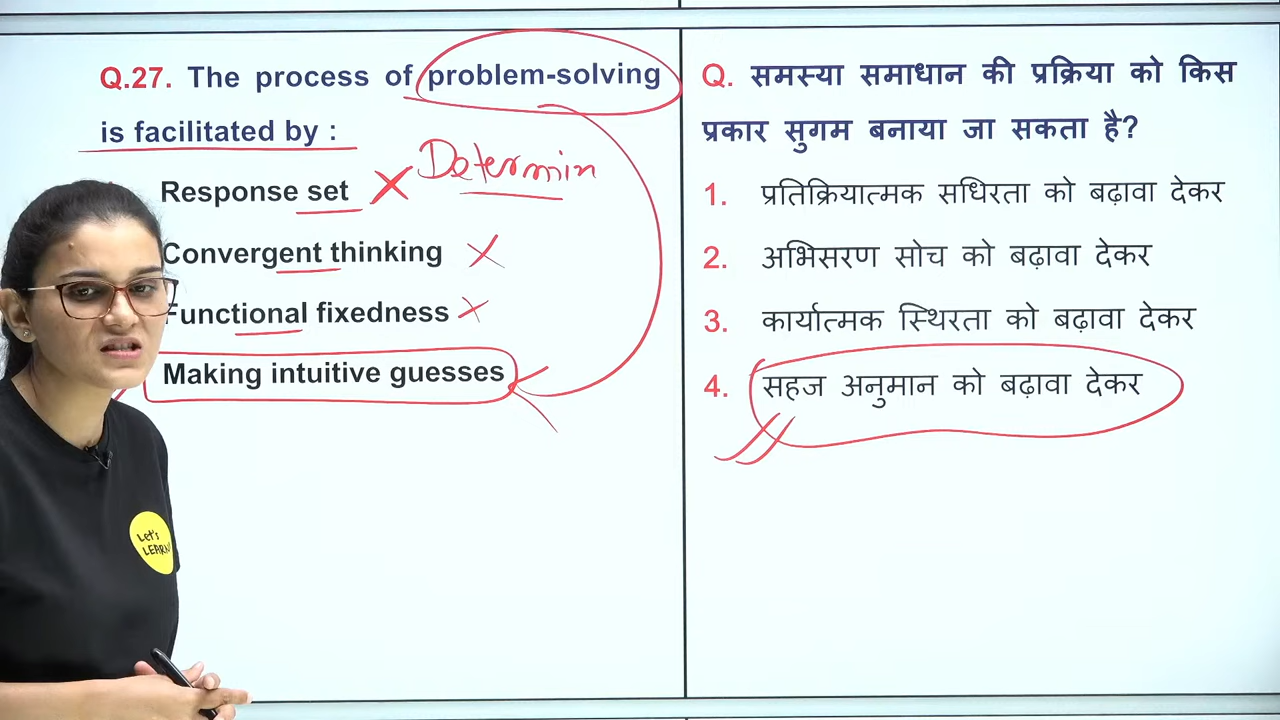 Q.27. The process of problem-solving
is facilitated by :
Response set
Determin
Convergent thinking
Functional fixedness
Making intuitive guesses
Q. समस्या समाधान की प्रक्रिया को किस
प्रकार सुगम बनाया जा सकता है?
1. प्रतिक्रियात्मक सधिरता को बढ़ावा देकर
2. अभिसरण सोच को बढ़ावा देकर
3. कार्यात्मक स्थिरता को बढ़ावा देकर
4. सहज अनुमान को बढ़ावा देकर
Let's
LEARN